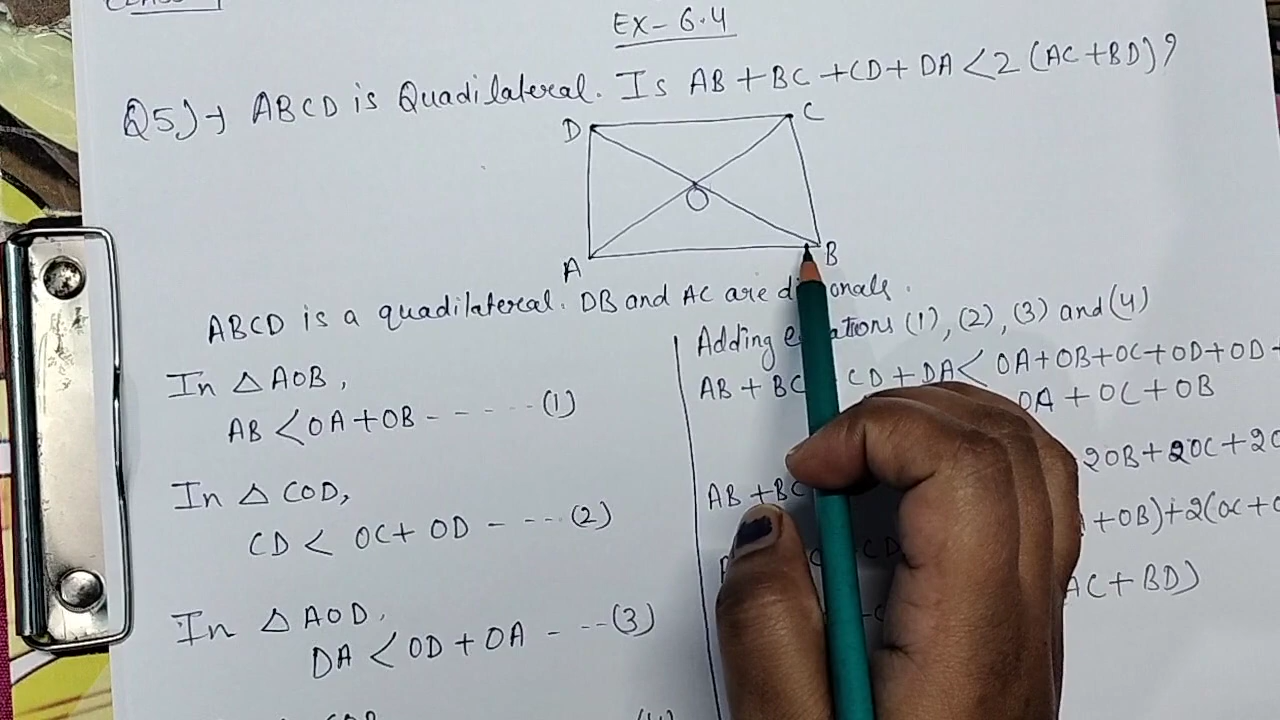 EX- 6.4
Q5)→ ABCD is Quadilateral. Is AB+BC+CD+DA<2(AC+BD)?
D C
O
A B
ABCD is a quadilateral. DB and AC are
In △AOB,
AB<OA+OB------(1)
In △COD,
CD< OC+OD-----(2)
In △AOD,
DA<OD+OA---(3)
(4)
Adding (1), (2), (3) and (4)
AB+BC CD+DA< OA+OB+OC+OD+OD+
OA+OC+OB
2OB+2OC+2O
AB+BC
+OB)+2(OC+
AC+BD)